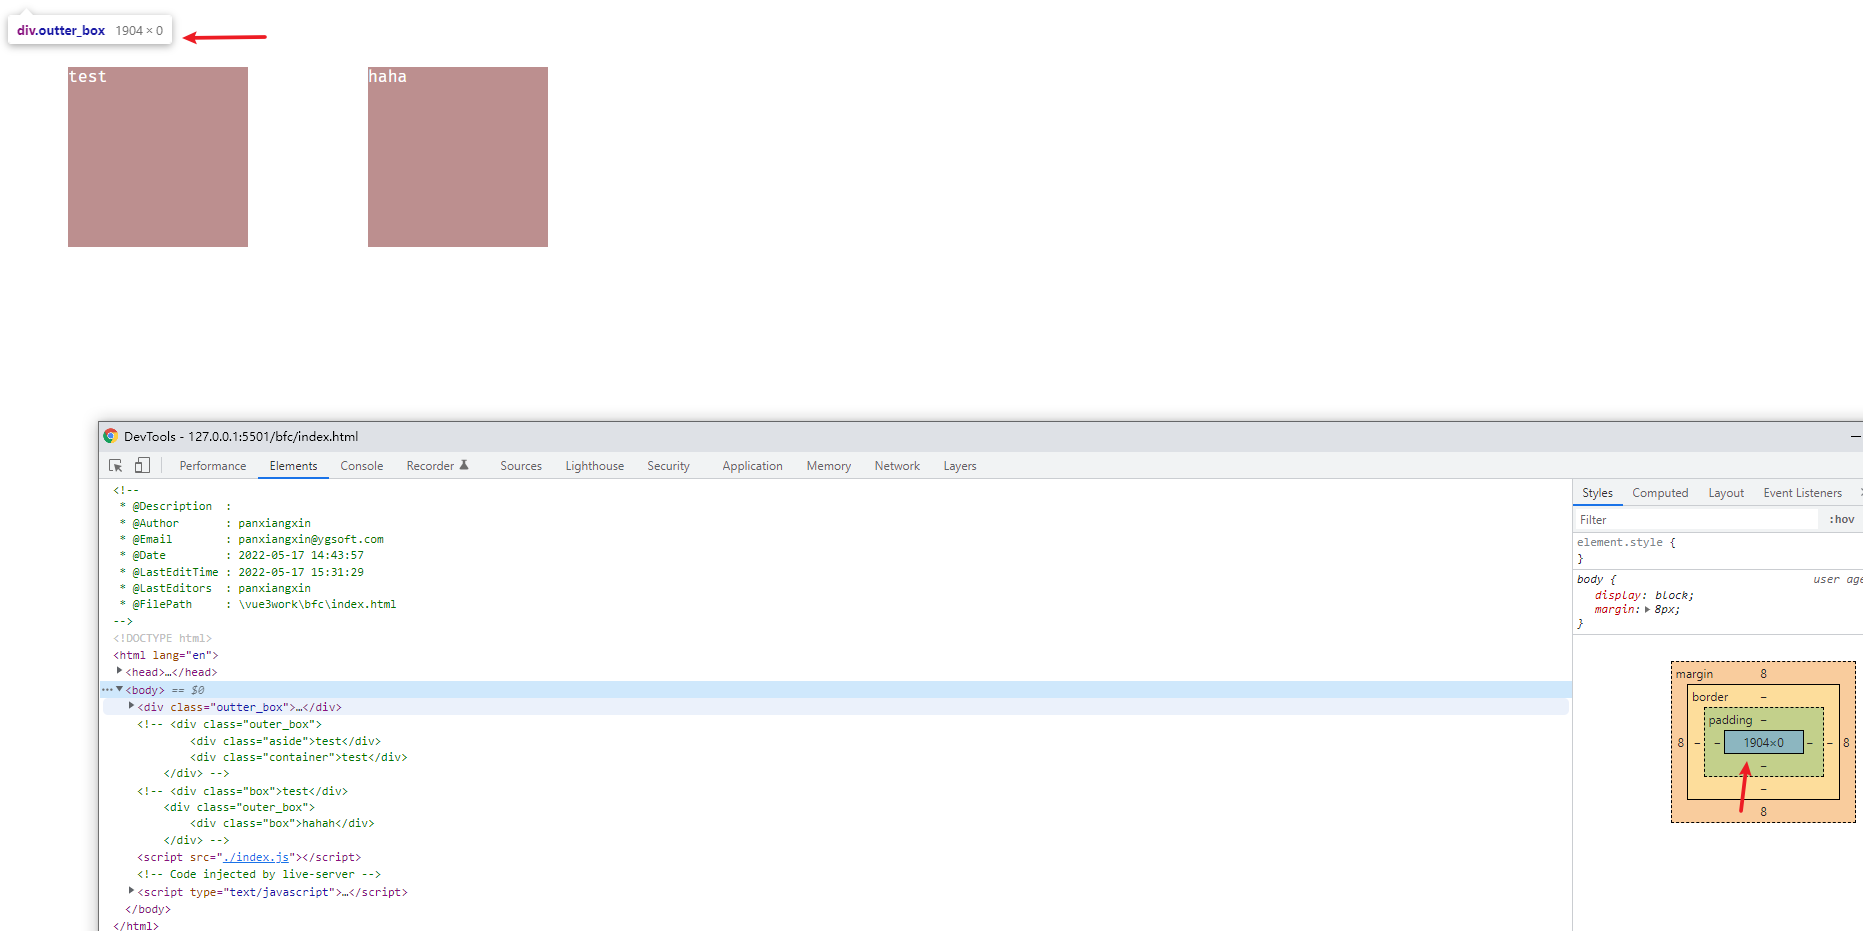 div.outter_box 1904 × 0
test haha
DevTools - 127.0.0.1:5501/bfc/index.html
Performance Elements Console Recorder Sources Lighthouse Security Application Memory Network Layers
<!--
* @Description :
* @Author : panxiangxin
* @Email : panxiangxin@ygsoft.com
* @Date : 2022-05-17 14:43:57
* @LastEditTime : 2022-05-17 15:31:29
* @LastEditors : panxiangxin
* @FilePath : \vue3work\bfc\index.html
-->
<!DOCTYPE html>
<html lang="en">
<head>…</head>
<body> == $0
<div class="outter_box">…</div>
<!-- <div class="outer_box">
<div class="aside">test</div>
<div class="container">test</div>
</div> -->
<!-- <div class="box">test</div>
<div class="outer_box">
<div class="box">hahah</div>
</div> -->
<script src="./index.js"></script>
<!-- Code injected by live-server -->
<script type="text/javascript">…</script>
</body>
</html>
Styles Computed Layout Event Listeners
Filter :hov
element.style {
}
body { user age
display: block;
margin: 8px;
}
margin 8
border –
padding –
8 – – 1904×0 – – 8
–
–
8